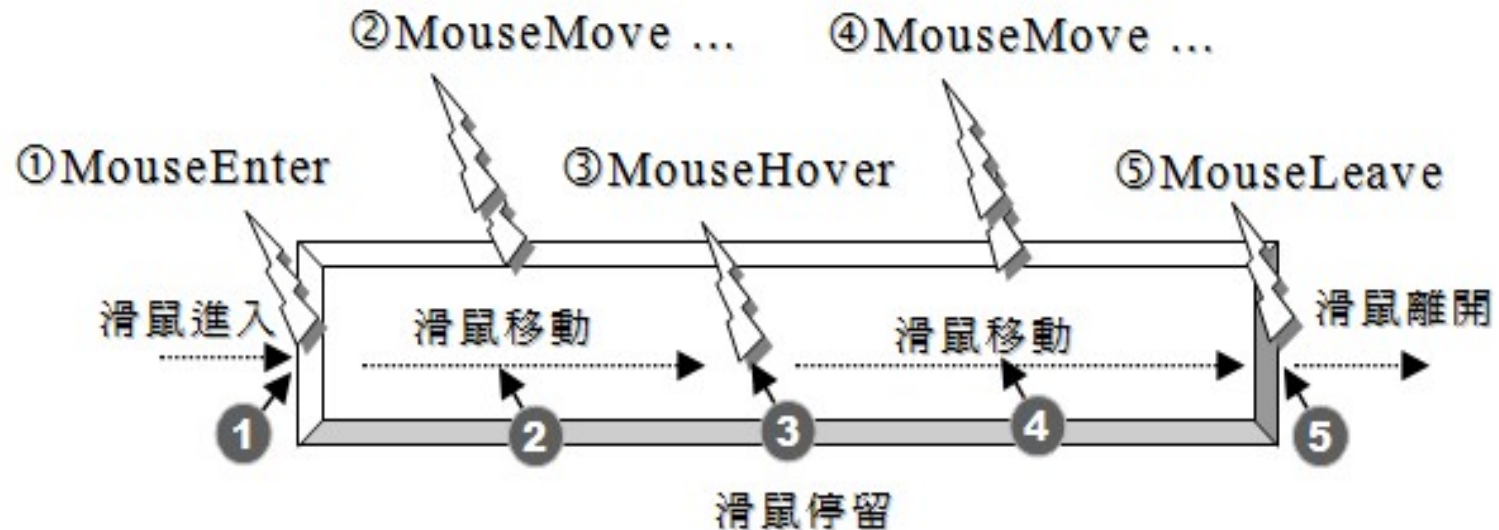 ②MouseMove ...
④MouseMove ...
①MouseEnter
③MouseHover
⑤MouseLeave
滑鼠進入
滑鼠移動
滑鼠移動
滑鼠離開
1
2
3
4
5
滑鼠停留